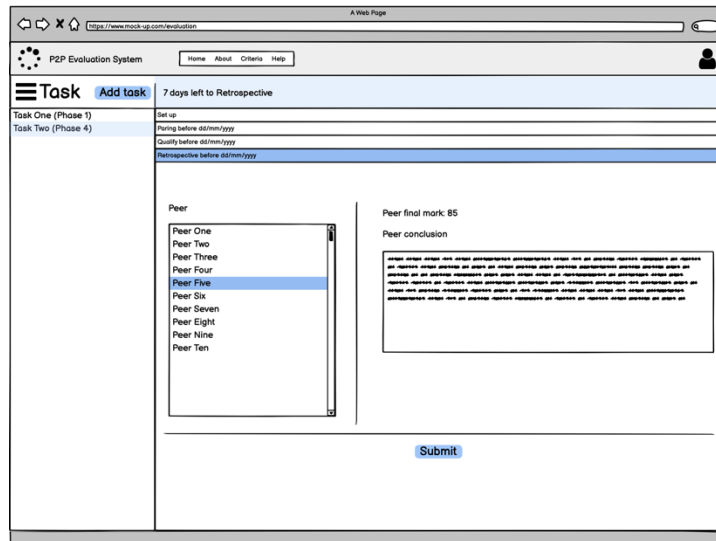 A Web Page
https://www.mock-up.com/evaluation
P2P Evaluation System
Home About Criteria Help
Task
Add task
7 days left to Retrospective
Task One (Phase 1)
Task Two (Phase 4)
Set up
Paring before dd/mm/yyyy
Qualify before dd/mm/yyyy
Retrospective before dd/mm/yyyy
Peer
Peer One
Peer Two
Peer Three
Peer Four
Peer Five
Peer Six
Peer Seven
Peer Eight
Peer Nine
Peer Ten
Peer final mark: 85
Peer conclusion
Submit